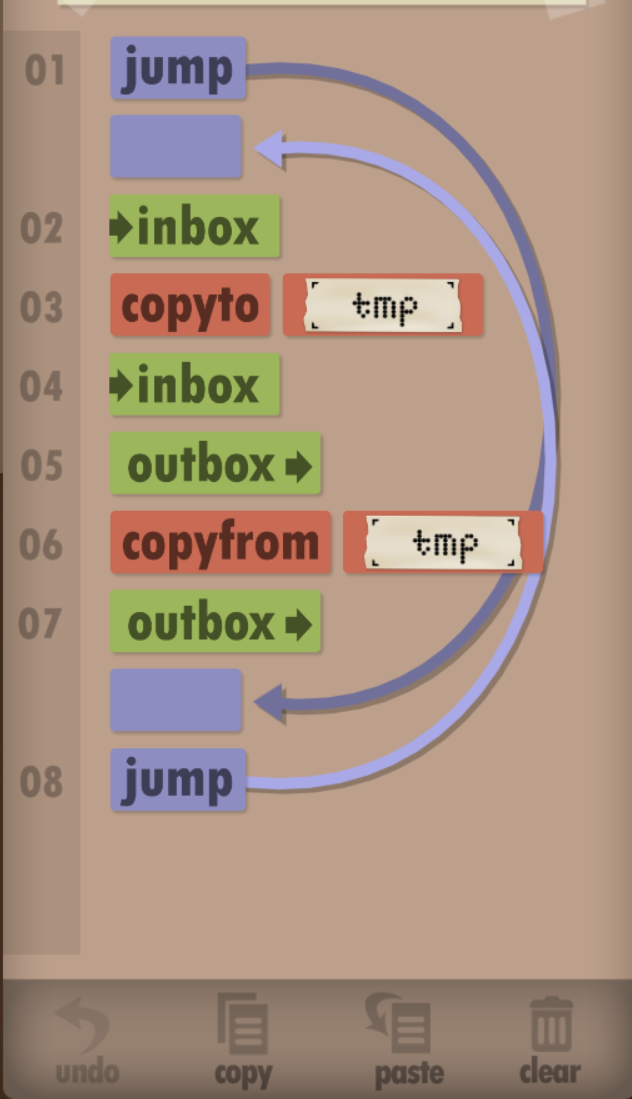 01 jump
02 inbox
03 copyto tmp
04 inbox
05 outbox
06 copyfrom tmp
07 outbox
08 jump
undo copy paste clear